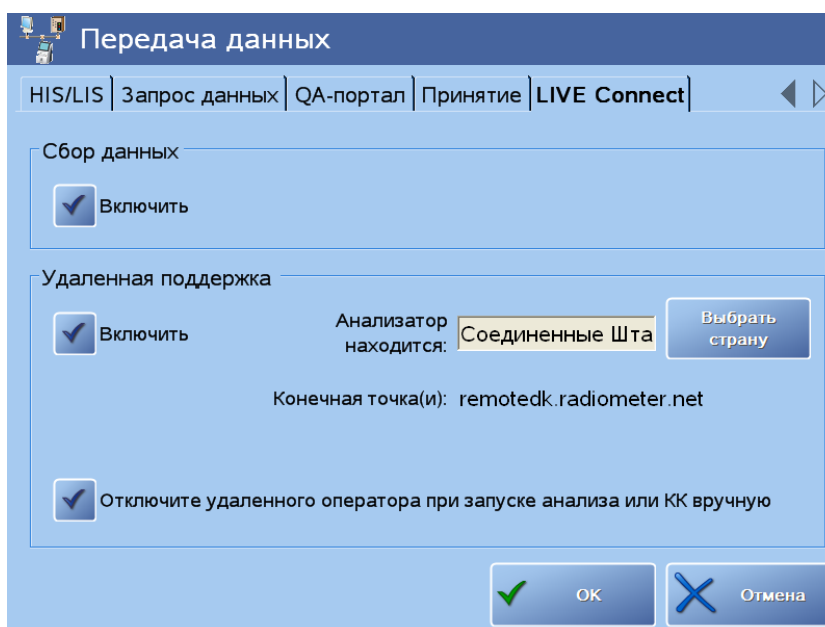 Передача данных
HIS/LIS Запрос данных QA-портал Принятие LIVE Connect
Сбор данных
Включить
Удаленная поддержка
Включить
Анализатор находится:
Соединенные Шта
Выбрать страну
Конечная точка(и): remotedk.radiometer.net
Отключите удаленного оператора при запуске анализа или КК вручную
OK
Отмена